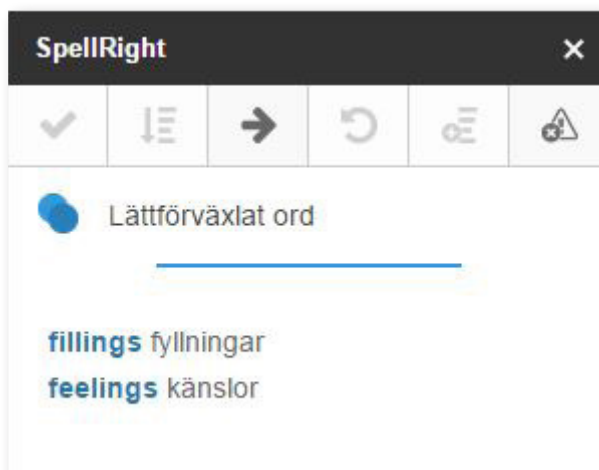 SpellRight
Lättförväxlat ord
fillings fyllningar
feelings känslor